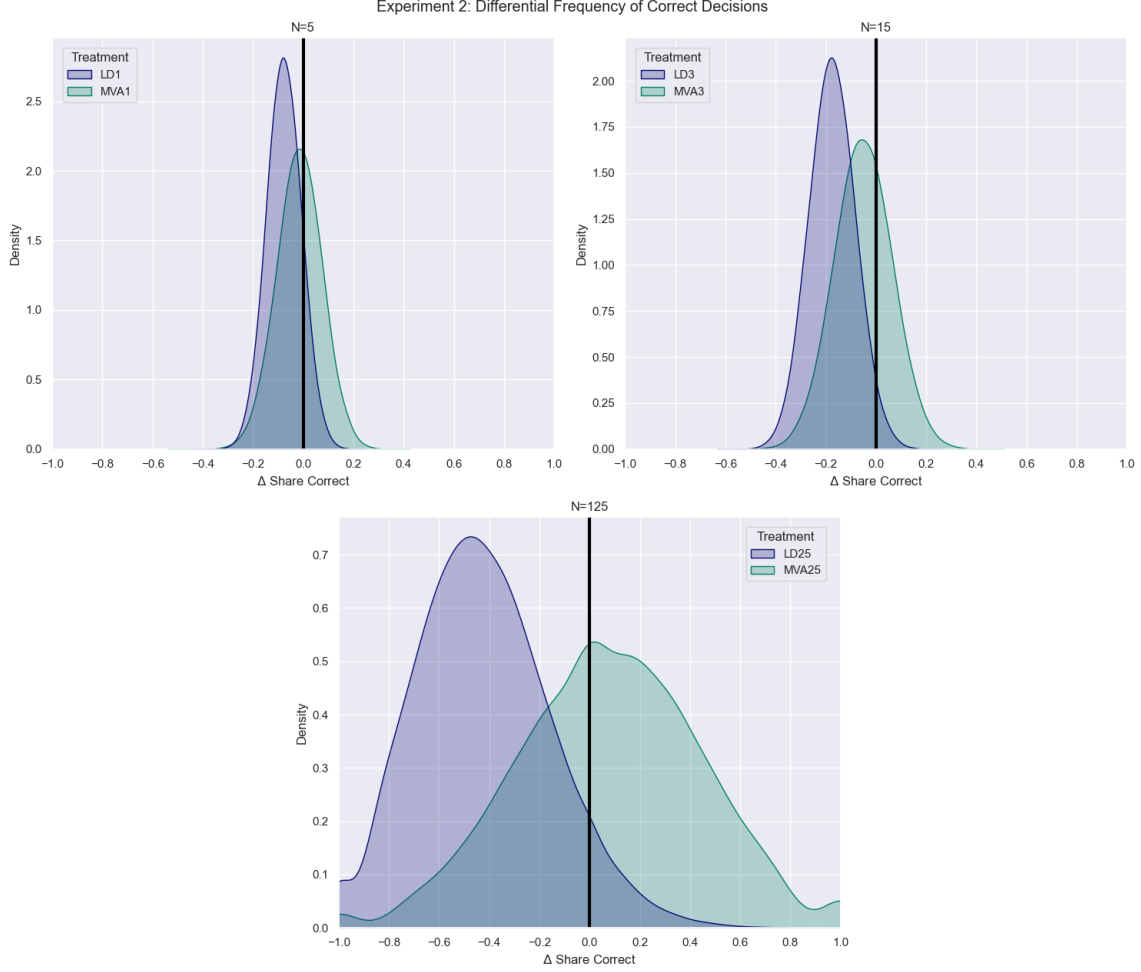 Experiment 2: Differential Frequency of Correct Decisions
N=5
Treatment
LD1
MVA1
Density
2.5
2.0
1.5
1.0
0.5
0.0
−1.0 −0.8 −0.6 −0.4 −0.2 0.0 0.2 0.4 0.6 0.8 1.0
Δ Share Correct
N=15
Treatment
LD3
MVA3
Density
2.00
1.75
1.50
1.25
1.00
0.75
0.50
0.25
0.00
−1.0 −0.8 −0.6 −0.4 −0.2 0.0 0.2 0.4 0.6 0.8 1.0
Δ Share Correct
N=125
Treatment
LD25
MVA25
Density
0.7
0.6
0.5
0.4
0.3
0.2
0.1
0.0
−1.0 −0.8 −0.6 −0.4 −0.2 0.0 0.2 0.4 0.6 0.8 1.0
Δ Share Correct